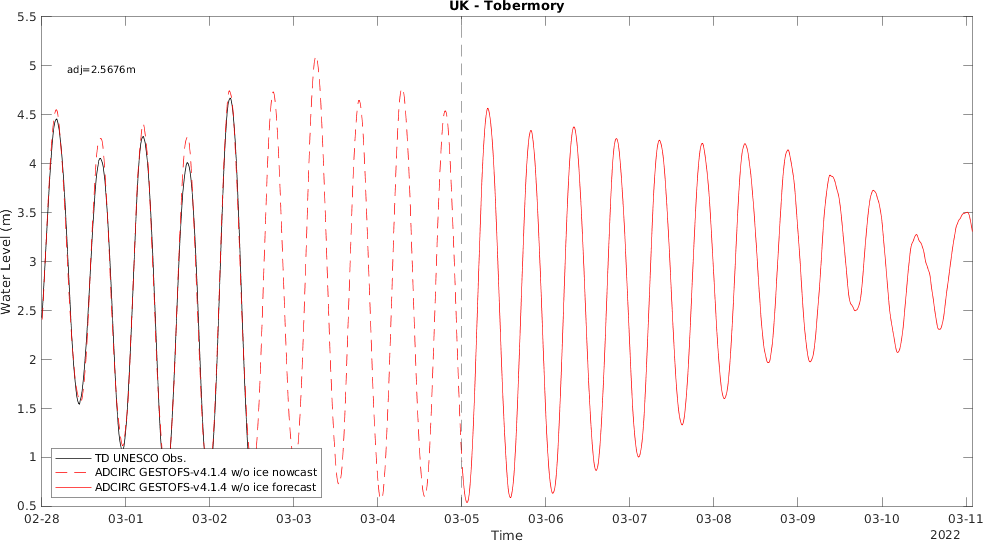 UK - Tobermory
adj=2.5676m
Water Level (m)
5.5
5
4.5
4
3.5
3
2.5
2
1.5
1
0.5
TD UNESCO Obs.
ADCIRC GESTOFS-v4.1.4 w/o ice nowcast
ADCIRC GESTOFS-v4.1.4 w/o ice forecast
02-28 03-01 03-02 03-03 03-04 03-05 03-06 03-07 03-08 03-09 03-10 03-11
Time
2022